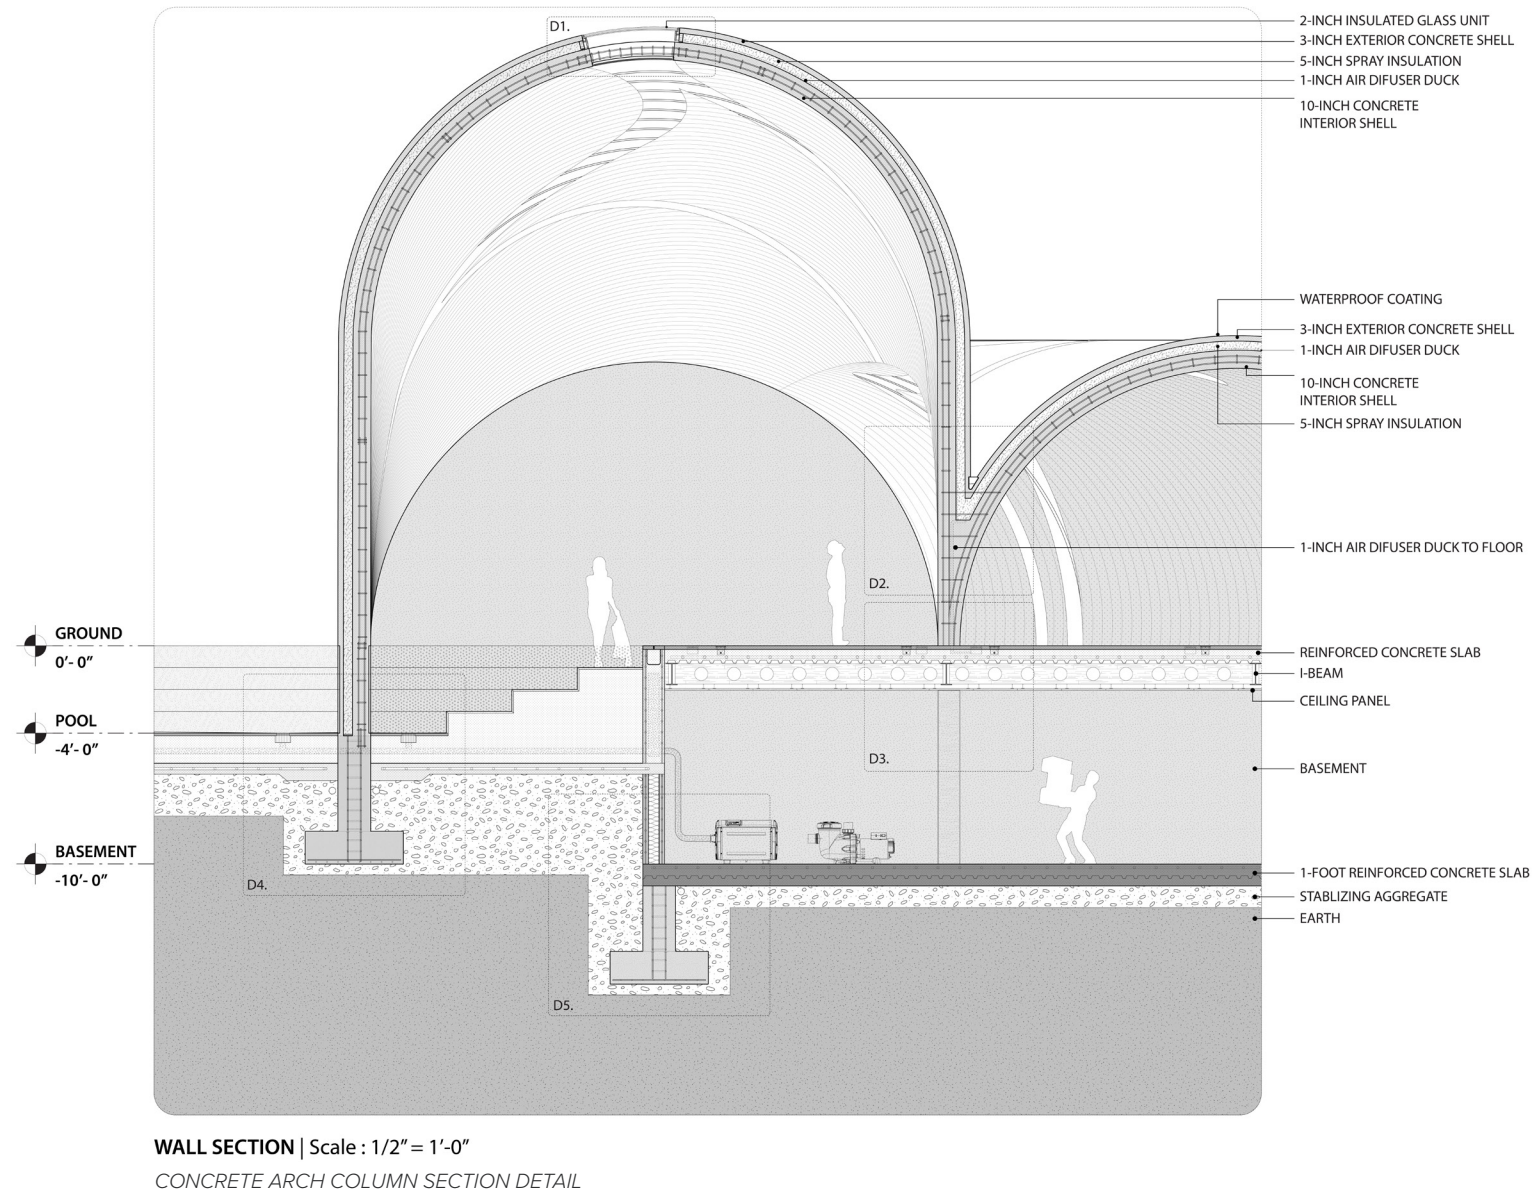 D1.
2-INCH INSULATED GLASS UNIT
3-INCH EXTERIOR CONCRETE SHELL
5-INCH SPRAY INSULATION
1-INCH AIR DIFUSER DUCK
10-INCH CONCRETE
INTERIOR SHELL
WATERPROOF COATING
3-INCH EXTERIOR CONCRETE SHELL
1-INCH AIR DIFUSER DUCK
10-INCH CONCRETE
INTERIOR SHELL
5-INCH SPRAY INSULATION
1-INCH AIR DIFUSER DUCK TO FLOOR
D2.
GROUND
0'- 0"
REINFORCED CONCRETE SLAB
I-BEAM
CEILING PANEL
POOL
-4'- 0"
D3.
BASEMENT
BASEMENT
-10'- 0"
D4.
1-FOOT REINFORCED CONCRETE SLAB
STABLIZING AGGREGATE
EARTH
D5.
WALL SECTION | Scale : 1/2" = 1'-0"
CONCRETE ARCH COLUMN SECTION DETAIL